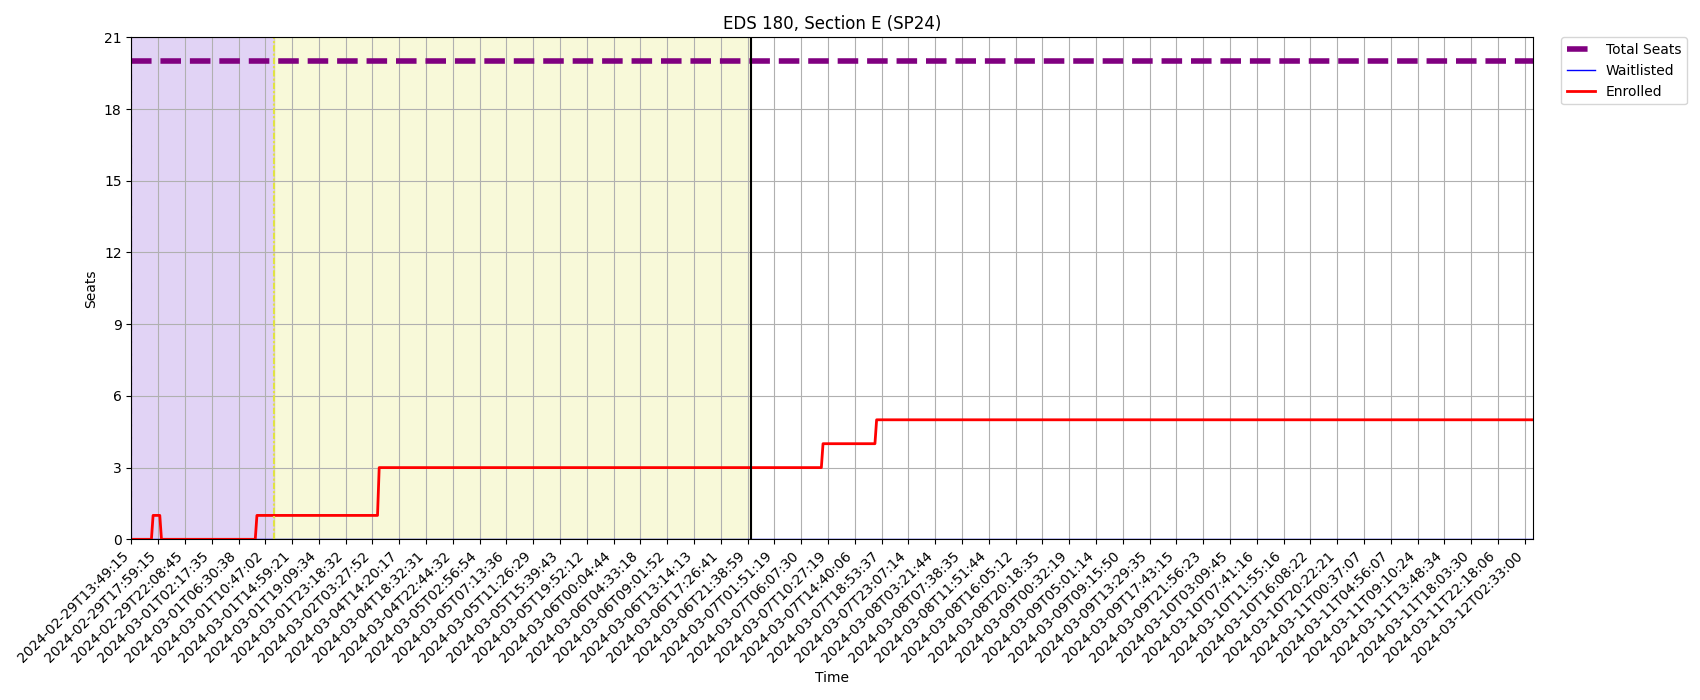 EDS 180, Section E (SP24)
Total Seats
Waitlisted
Enrolled
21
18
15
12
9
6
3
0
Seats
2024-02-29T13:49:15
2024-02-29T17:59:15
2024-02-29T22:08:45
2024-03-01T02:17:35
2024-03-01T06:30:38
2024-03-01T10:47:02
2024-03-01T14:59:21
2024-03-01T19:09:34
2024-03-01T23:18:32
2024-03-02T03:27:52
2024-03-04T14:20:17
2024-03-04T18:32:31
2024-03-04T22:44:32
2024-03-05T02:56:54
2024-03-05T07:13:36
2024-03-05T11:26:29
2024-03-05T15:39:43
2024-03-05T19:52:12
2024-03-06T00:04:44
2024-03-06T04:33:18
2024-03-06T09:01:52
2024-03-06T13:14:13
2024-03-06T17:26:41
2024-03-06T21:38:59
2024-03-07T01:51:19
2024-03-07T06:07:30
2024-03-07T10:27:19
2024-03-07T14:40:06
2024-03-07T18:53:37
2024-03-07T23:07:14
2024-03-08T03:21:44
2024-03-08T07:38:35
2024-03-08T11:51:44
2024-03-08T16:05:12
2024-03-08T20:18:35
2024-03-09T00:32:19
2024-03-09T05:01:14
2024-03-09T09:15:50
2024-03-09T13:29:35
2024-03-09T17:43:15
2024-03-09T21:56:23
2024-03-10T03:09:45
2024-03-10T07:41:16
2024-03-10T11:55:16
2024-03-10T16:08:22
2024-03-10T20:22:21
2024-03-11T00:37:07
2024-03-11T04:56:07
2024-03-11T09:10:24
2024-03-11T13:48:34
2024-03-11T18:03:30
2024-03-11T22:18:06
2024-03-12T02:33:00
Time